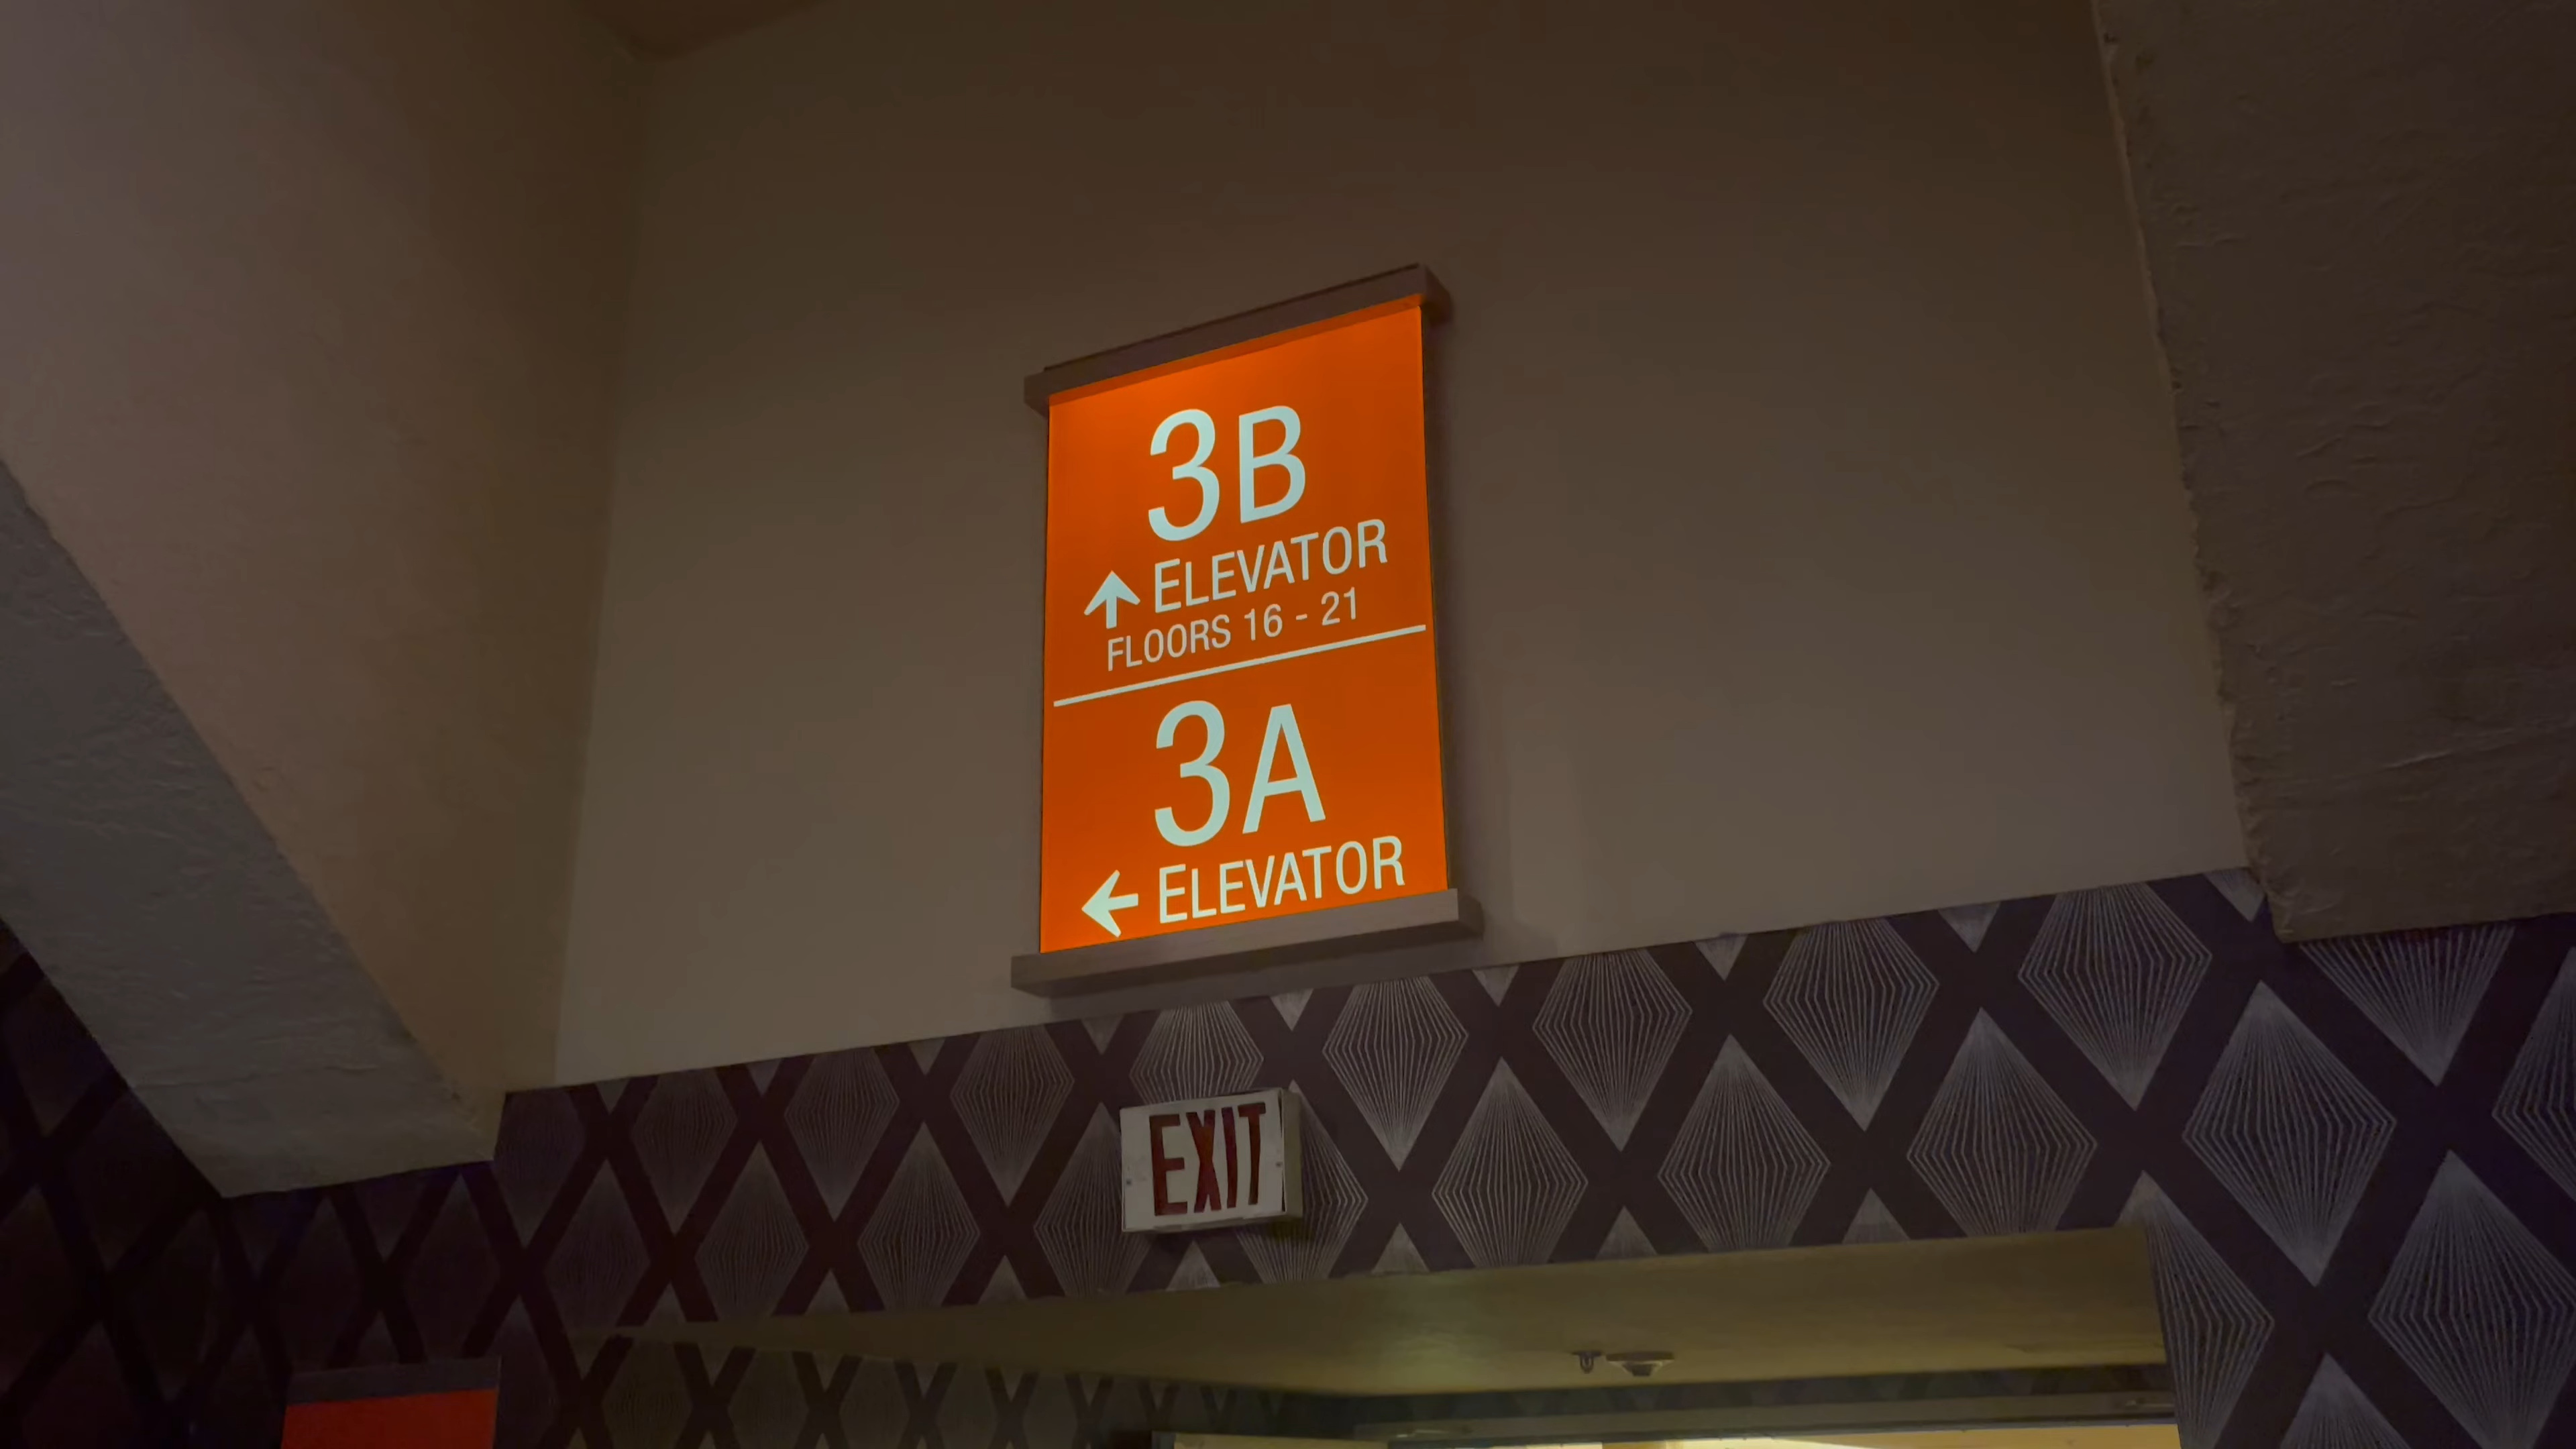 3B
↑ ELEVATOR
FLOORS 16 - 21
3A
← ELEVATOR
EXIT